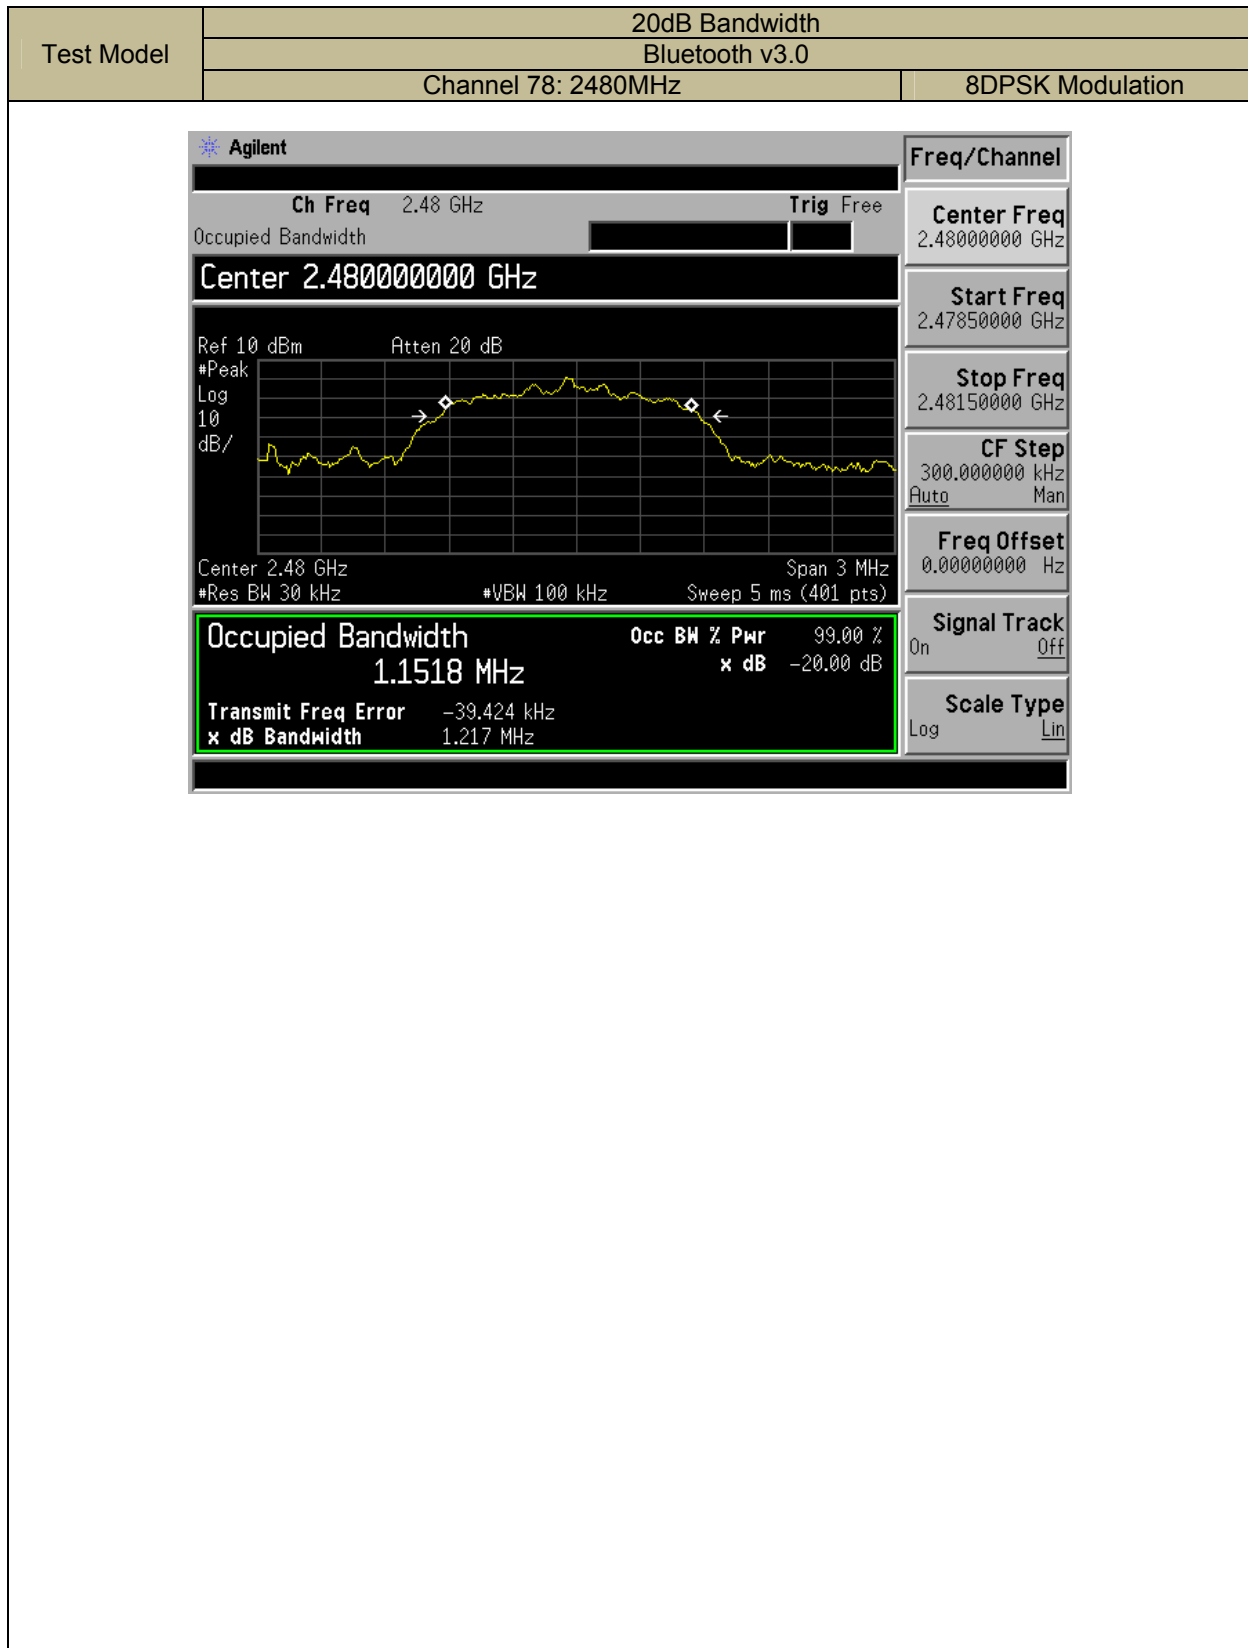 Test Model
20dB Bandwidth
Bluetooth v3.0
Channel 78: 2480MHz 8DPSK Modulation
Agilent
Freq/Channel
Ch Freq 2.48 GHz Trig Free
Occupied Bandwidth
Center 2.480000000 GHz
Ref 10 dBm Atten 20 dB
#Peak
Log
10
dB/
Center 2.48 GHz Span 3 MHz
#Res BW 30 kHz #VBW 100 kHz Sweep 5 ms (401 pts)
Occupied Bandwidth Occ BW % Pwr 99.00 %
1.1518 MHz x dB -20.00 dB
Transmit Freq Error -39.424 kHz
x dB Bandwidth 1.217 MHz
Center Freq
2.48000000 GHz
Start Freq
2.47850000 GHz
Stop Freq
2.48150000 GHz
CF Step
300.000000 kHz
Auto Man
Freq Offset
0.00000000 Hz
Signal Track
On Off
Scale Type
Log Lin